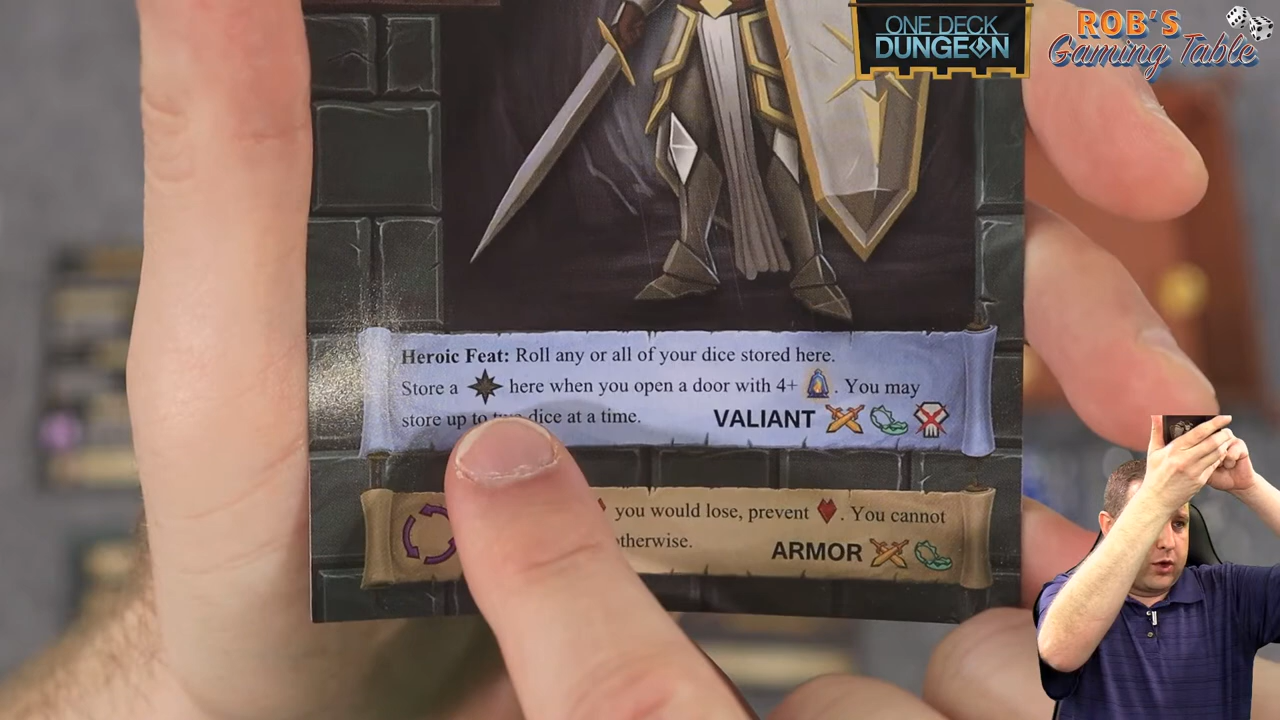 ONE DECK
DUNGEON
ROB'S
Gaming Table
Heroic Feat: Roll any or all of your dice stored here.
Store a here when you open a door with 4+ . You may
store up to dice at a time. VALIANT
you would lose, prevent . You cannot
otherwise. ARMOR